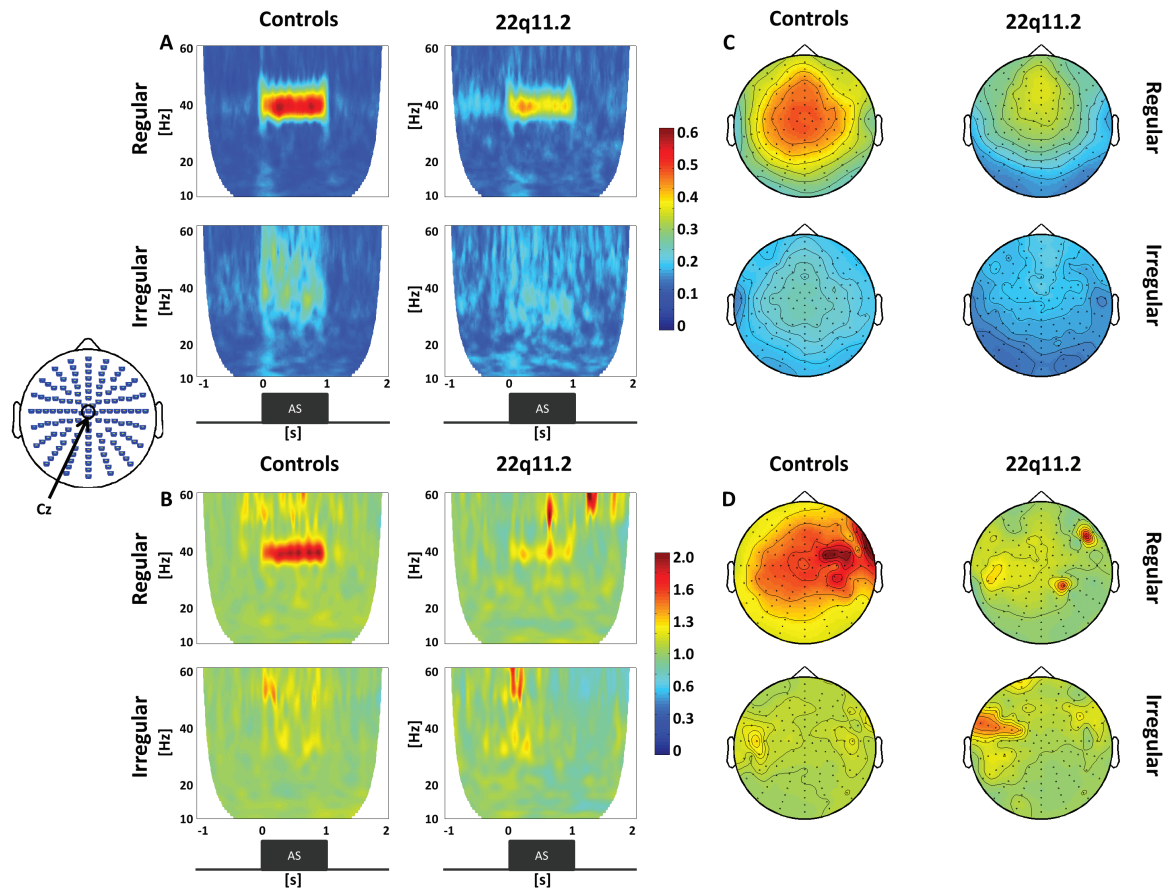 Controls
22q11.2
A
Regular
[Hz]
60
40
20
10
[Hz]
60
40
20
10
Irregular
[Hz]
60
40
20
10
-1 0 1 2
[Hz]
60
40
20
10
-1 0 1 2
AS
[s]
AS
[s]
0.6
0.5
0.4
0.3
0.2
0.1
0
C
Controls
22q11.2
Regular
Irregular
Cz
Controls
22q11.2
B
Regular
[Hz]
60
40
20
10
[Hz]
60
40
20
10
Irregular
[Hz]
60
40
20
10
-1 0 1 2
[Hz]
60
40
20
10
-1 0 1 2
AS
[s]
AS
[s]
2.0
1.6
1.3
1.0
0.6
0.3
0
D
Controls
22q11.2
Regular
Irregular